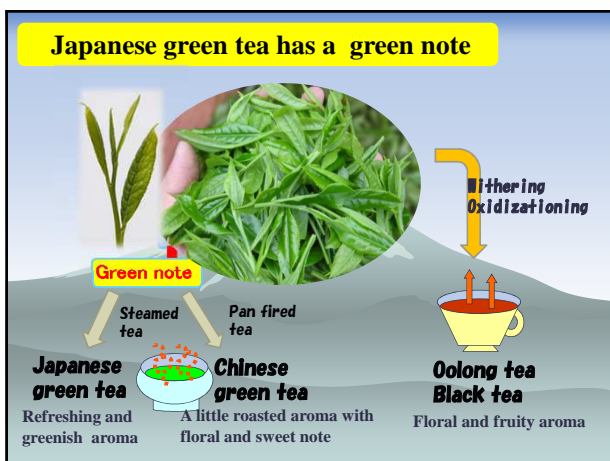 Japanese green tea has a green note
Withering
Oxidizationing
Green note
Steamed
tea
Pan fired
tea
Japanese
green tea
Chinese
green tea
Oolong tea
Black tea
Refreshing and
greenish aroma
A little roasted aroma with
floral and sweet note
Floral and fruity aroma